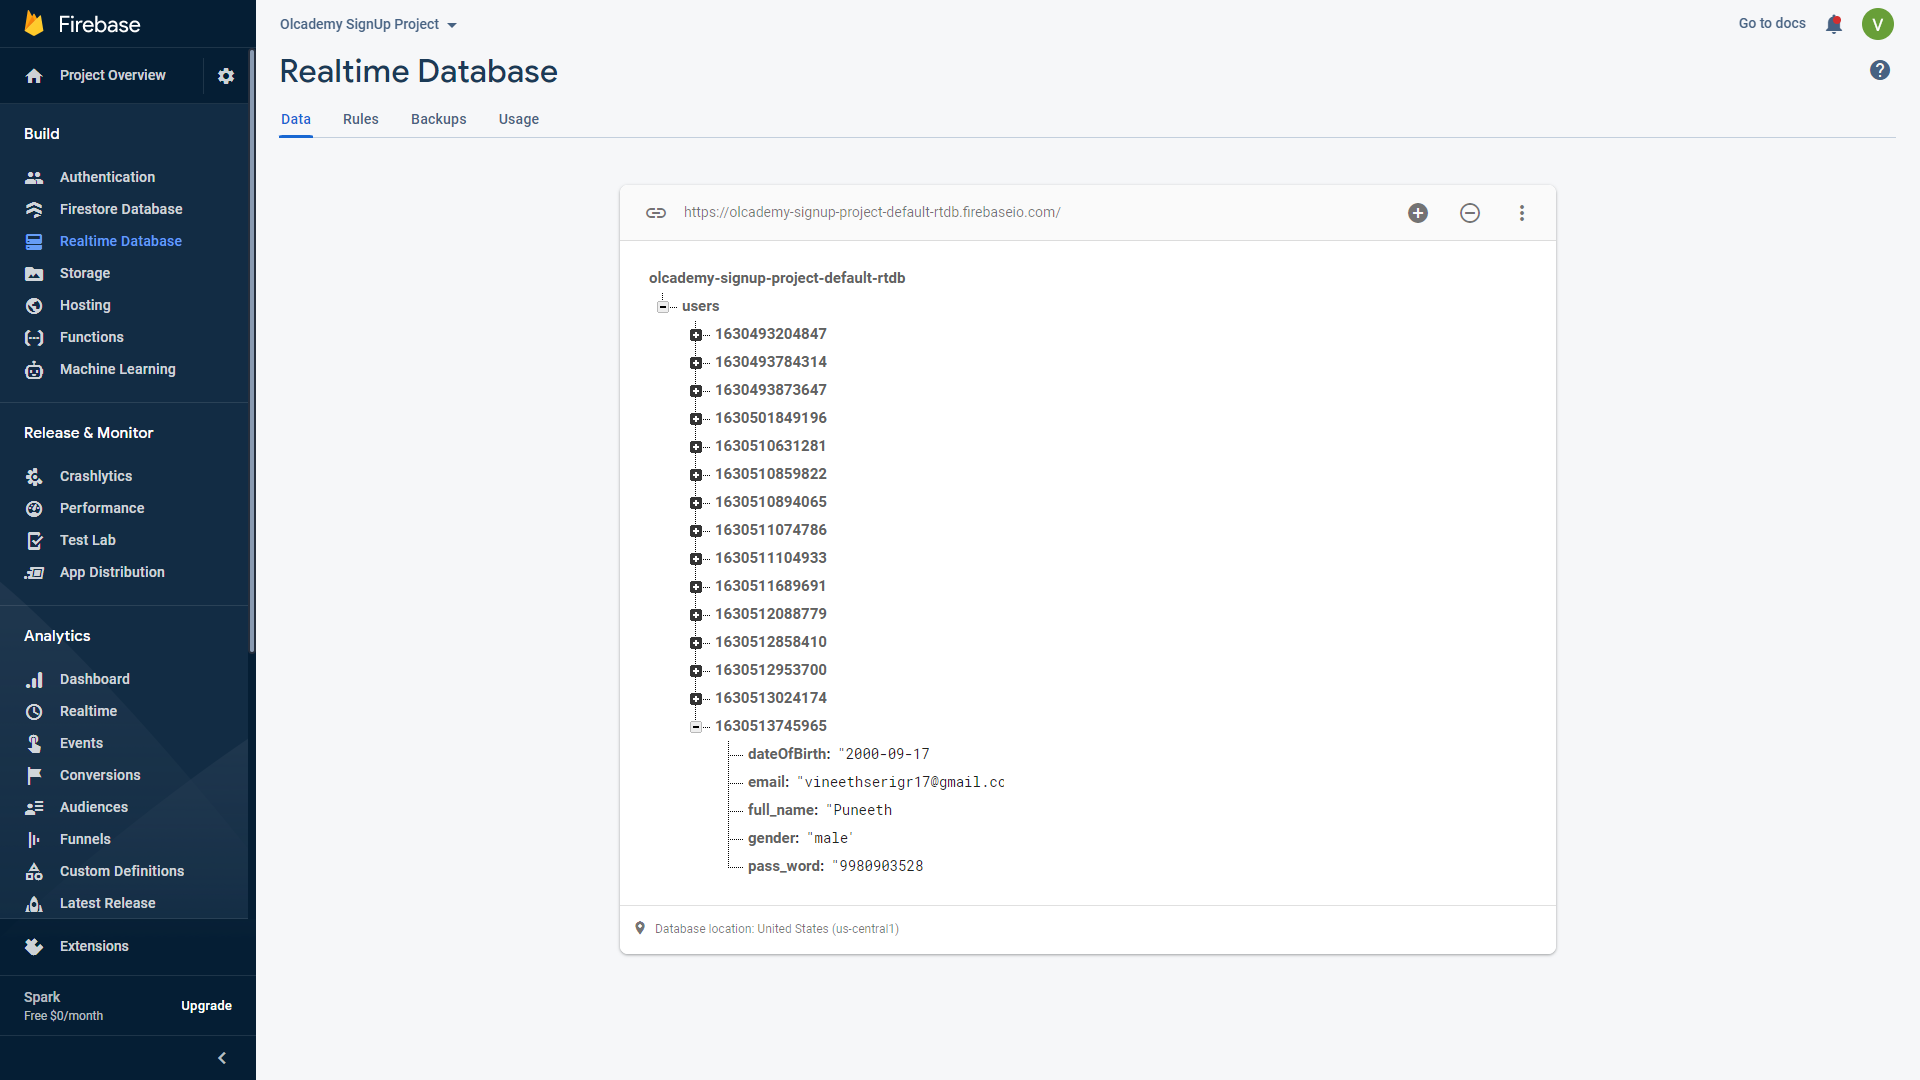 Firebase
Project Overview
Build
Authentication
Firestore Database
Realtime Database
Storage
Hosting
Functions
Machine Learning
Release & Monitor
Crashlytics
Performance
Test Lab
App Distribution
Analytics
Dashboard
Realtime
Events
Conversions
Audiences
Funnels
Custom Definitions
Latest Release
Extensions
Spark
Free $0/month
Upgrade
Olcademy SignUp Project
Go to docs
V
Realtime Database
?
Data Rules Backups Usage
https://olcademy-signup-project-default-rtdb.firebaseio.com/
olcademy-signup-project-default-rtdb
users
1630493204847
1630493784314
1630493873647
1630501849196
1630510631281
1630510859822
1630510894065
1630511074786
1630511104933
1630511689691
1630512088779
1630512858410
1630512953700
1630513024174
1630513745965
dateOfBirth: "2000-09-17
email: "vineethserigr17@gmail.cc
full_name: "Puneeth
gender: "male'
pass_word: "9980903528
Database location: United States (us-central1)